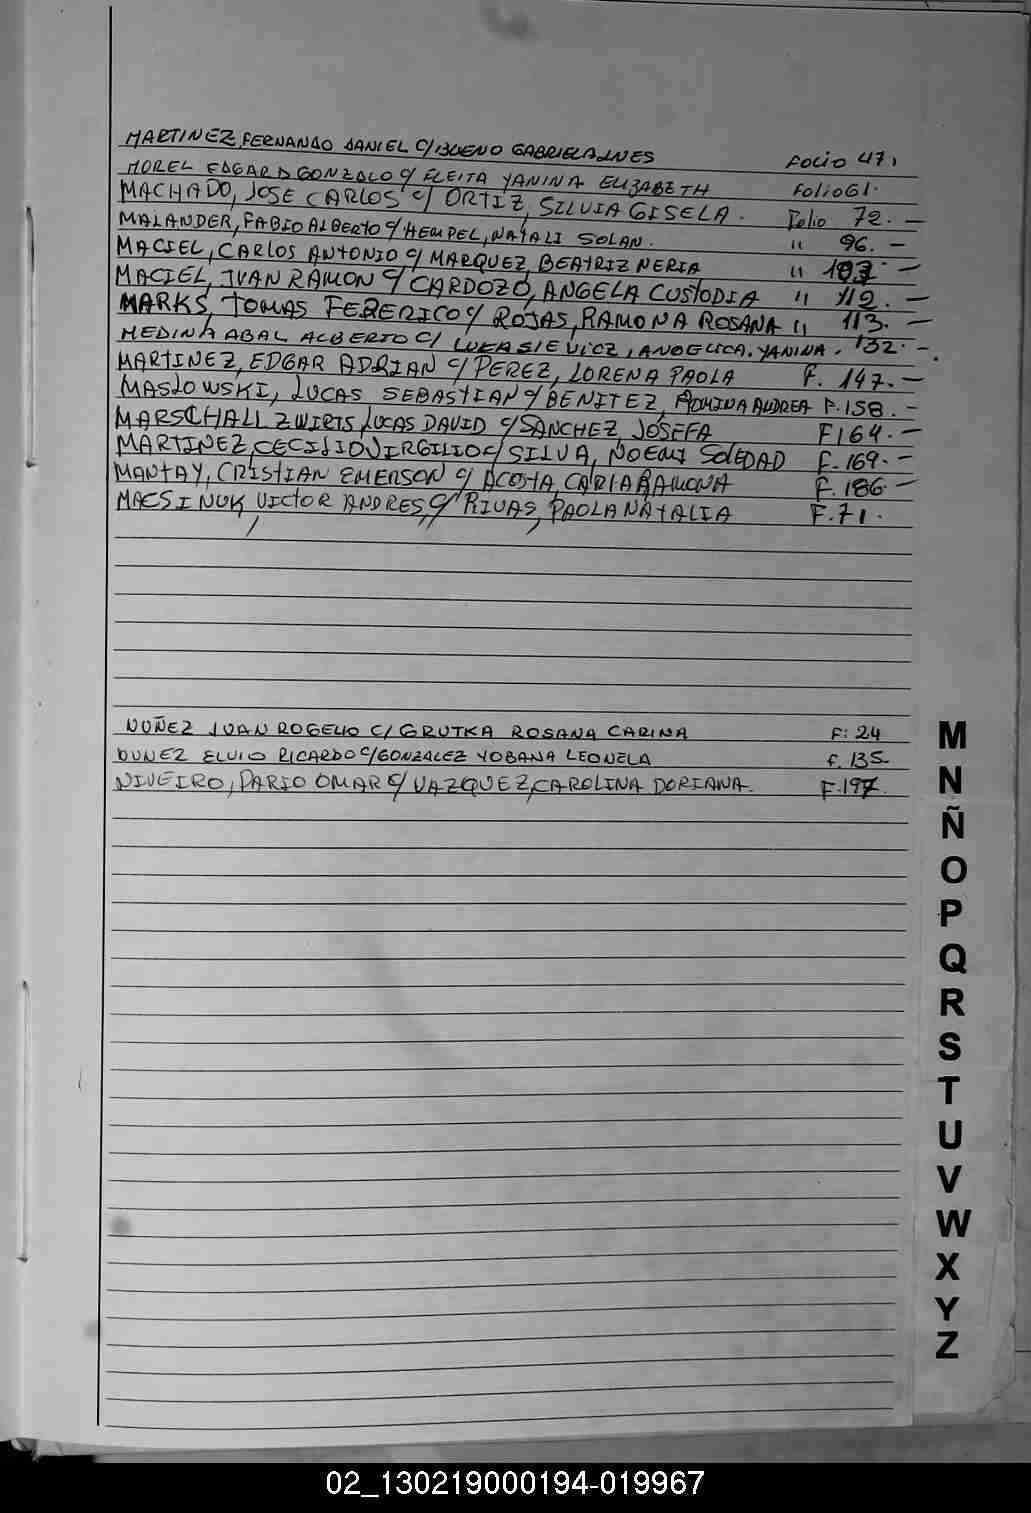 MARTINEZ, FERNANDO DANIEL C/BUENO GABRIELA INES FOLIO 47.
MOREL EDGARD GONZALO C/ FLEITA YANINA ELIZABETH FOLIO 61.
MACHADO, JOSE CARLOS C/ ORTIZ, SILVIA GISELA. Folio 72. —
MALANDER, FABIO ALBERTO C/ HEMPEL, NATALI SOLAN. " 96. —
MACIEL, CARLOS ANTONIO C/ MARQUEZ, BEATRIZ NERIA " 103 —
MACIEL, IVAN RAMON C/ CARDOZO, ANGELA CUSTODIA " 112. —
MARKS, TOMAS FEDERICO C/ ROJAS, RAMONA ROSANA " 113. —
MEDINA ABAL ALBERTO C/ LUKASIEVICZ, ANGELICA. YANINA. " 132. —.
MARTINEZ, EDGAR ADRIAN C/ PEREZ, LORENA PAOLA F. 147. —
MASLOWSKI, LUCAS SEBASTIAN C/ BENITEZ, ROMINA ANDREA F. 158. —
MARSCHALL ZWIRTS, LUCAS DAVID C/ SANCHEZ, JOSEFA F164. —
MARTINEZ, CECILIO VIRGILIO C/ SILVA, NOEMI SOLEDAD F. 169. —
MANTAY, CRISTIAN EMERSON C/ ACOSTA, CARLA RAMONA F. 186 —
MACSINUK, VICTOR ANDRES, C/ RIVAS, PAOLA NATALIA F. 71.
NUÑEZ JUAN ROGELIO C/ GRUTKA ROSANA CARINA F: 24
NUNEZ ELVIO RICARDO C/GONZALEZ YOBANA LEONELA F. 135
NIVEIRO, DARIO OMAR C/ VAZQUEZ, CAROLINA DORIANA. F. 197.
M
N
Ñ
O
P
Q
R
S
T
U
V
W
X
Y
Z
02_130219000194-019967